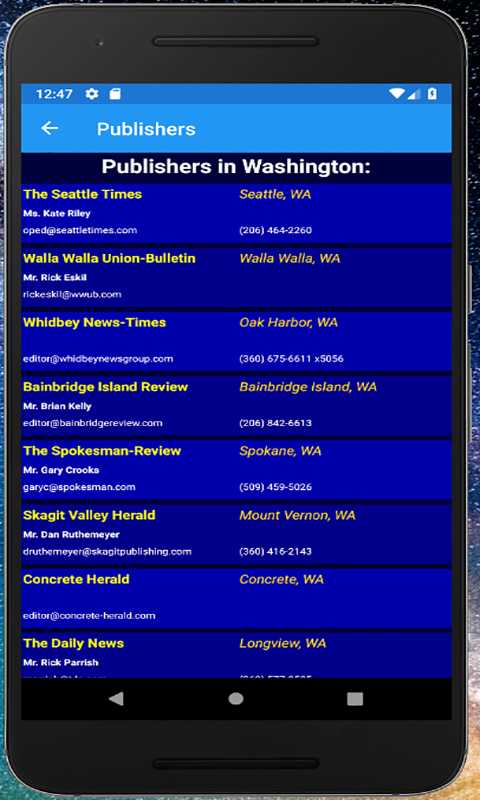 12:47
Publishers
Publishers in Washington:
The Seattle Times Seattle, WA
Ms. Kate Riley
oped@seattletimes.com (206) 464-2260
Walla Walla Union-Bulletin Walla Walla, WA
Mr. Rick Eskil
rickeskil@wwub.com
Whidbey News-Times Oak Harbor, WA
editor@whidbeynewsgroup.com (360) 675-6611 x5056
Bainbridge Island Review Bainbridge Island, WA
Mr. Brian Kelly
editor@bainbridgereview.com (206) 842-6613
The Spokesman-Review Spokane, WA
Mr. Gary Crooks
garyc@spokesman.com (509) 459-5026
Skagit Valley Herald Mount Vernon, WA
Mr. Dan Ruthemeyer
druthemeyer@skagitpublishing.com (360) 416-2143
Concrete Herald Concrete, WA
editor@concrete-herald.com
The Daily News Longview, WA
Mr. Rick Parrish